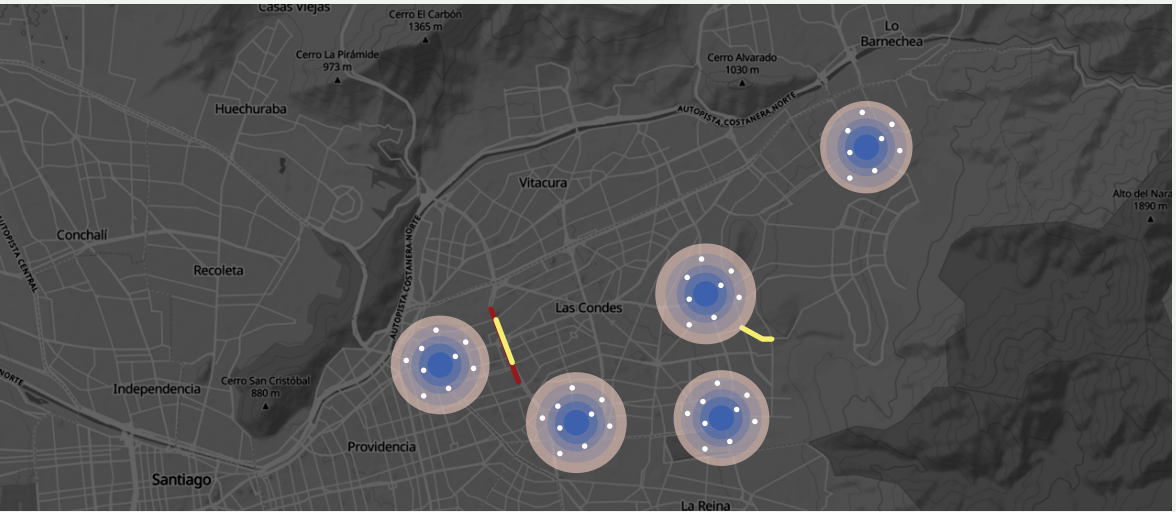 Casas Viejas
Cerro El Carbón
1365 m
Lo
Barnechea
Cerro La Pirámide
973 m
Cerro Alvarado
1030 m
Huechuraba
AUTOPISTA COSTANERA NORTE
Vitacura
Alto del Nara
1890 m
Conchalí
AUTOPISTA CENTRAL
Recoleta
AUTOPISTA COSTANERA NORTE
Las Condes
NORTE
Independencia
Cerro San Cristóbal
880 m
Providencia
Santiago
La Reina